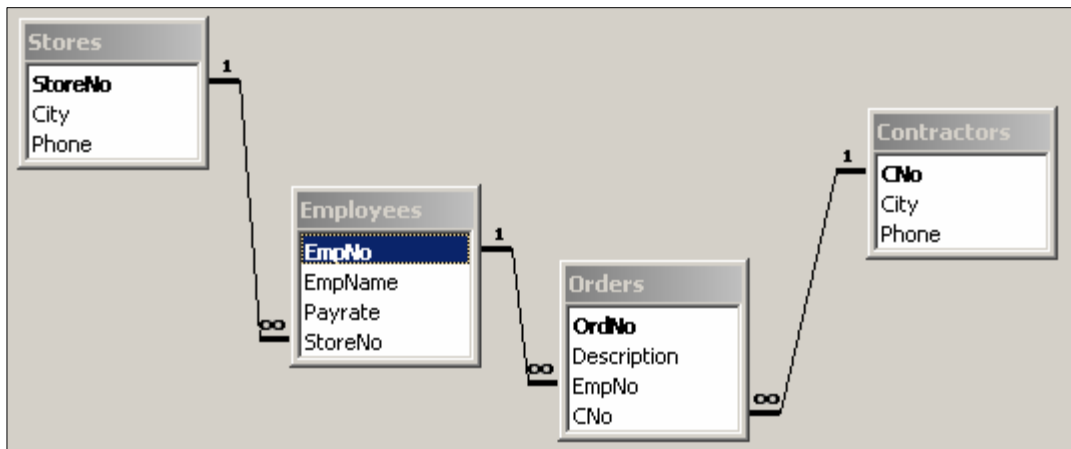 Stores
StoreNo
City
Phone
1
∞
Employees
EmpNo
EmpName
Payrate
StoreNo
1
∞
Orders
OrdNo
Description
EmpNo
CNo
∞
1
Contractors
CNo
City
Phone